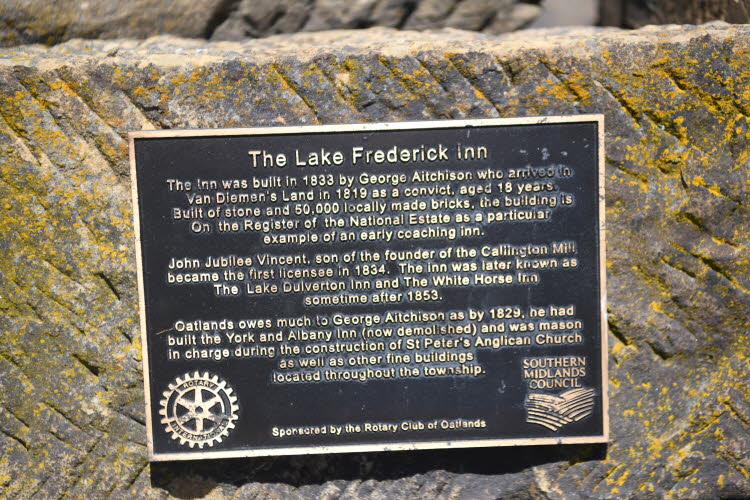 The Lake Frederick Inn
The Inn was built in 1833 by George Aitchison who arrived in
Van Diemen's Land in 1819 as a convict, aged 18 years.
Built of stone and 50,000 locally made bricks, the building is
On the Register of the National Estate as a particular
example of an early coaching inn.
John Jubilee Vincent, son of the founder of the Callington Mill,
became the first licensee in 1834. The inn was later known as
The Lake Dulverton Inn and The White Horse Inn
sometime after 1853.
Oatlands owes much to George Aitchison as by 1829, he had
built the York and Albany Inn (now demolished) and was mason
in charge during the construction of St Peter's Anglican Church
as well as other fine buildings
located throughout the township.
ROTARY
INTERNATIONAL
SOUTHERN
MIDLANDS
COUNCIL
Sponsored by the Rotary Club of Oatlands